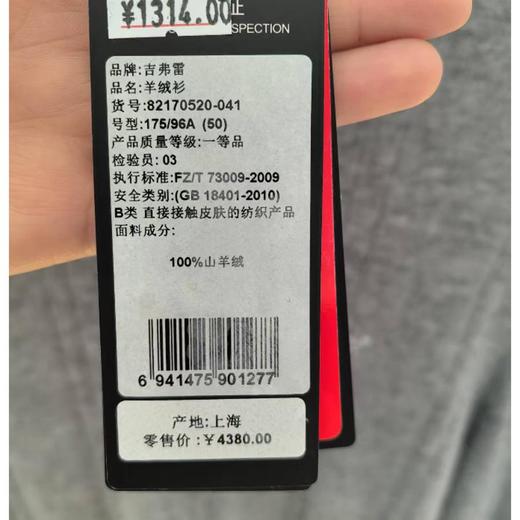 ¥1314.00
正
SPECTION
品牌:吉弗雷
品名:羊绒衫
货号:82170520-041
号型:175/96A (50)
产品质量等级:一等品
检验员:03
执行标准:FZ/T 73009-2009
安全类别:(GB 18401-2010)
B类 直接接触皮肤的纺织产品
面料成分:
100%山羊绒
6 941475 901277
产地:上海
零售价:¥4380.00